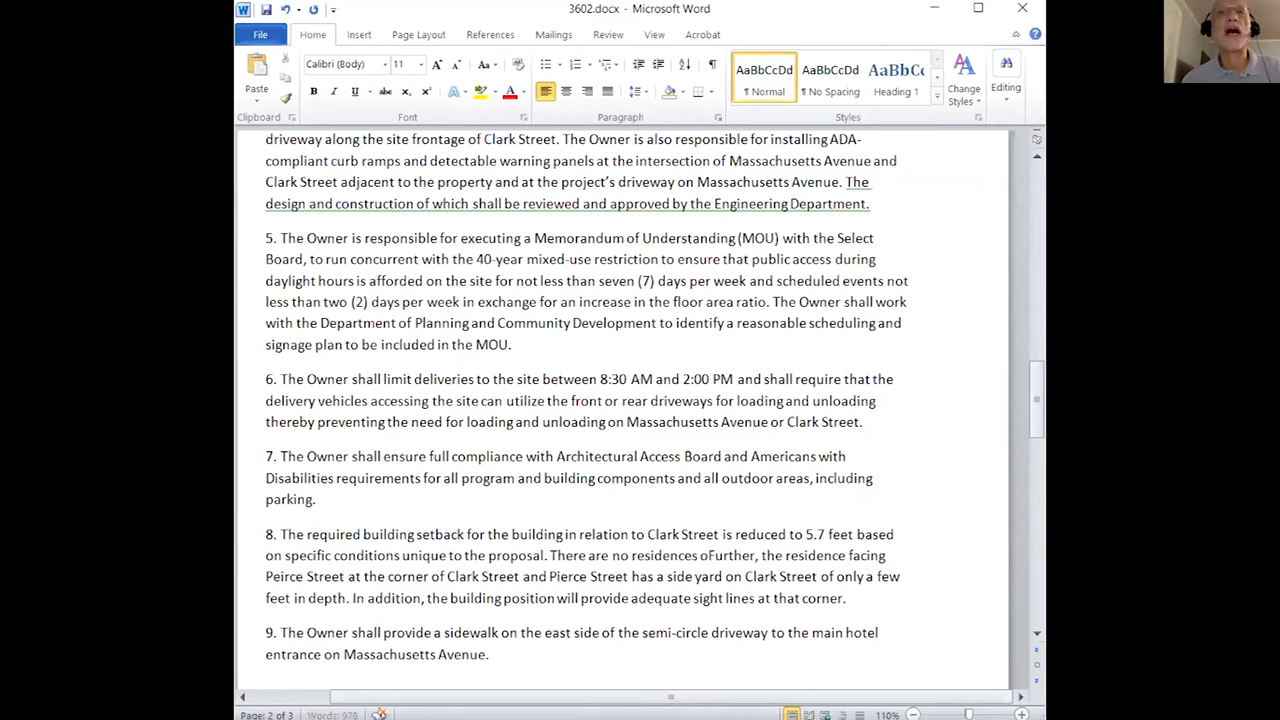 3602.docx - Microsoft Word
File Home Insert Page Layout References Mailings Review View Acrobat
Calibri (Body) 11
AaBbCcDd AaBbCcDd AaBbCc
Paste
¶ Normal ¶ No Spacing Heading 1
Change
Styles
Editing
Clipboard Font Paragraph Styles
driveway along the site frontage of Clark Street. The Owner is also responsible for installing ADA-
compliant curb ramps and detectable warning panels at the intersection of Massachusetts Avenue and
Clark Street adjacent to the property and at the project's driveway on Massachusetts Avenue. The
design and construction of which shall be reviewed and approved by the Engineering Department.
5. The Owner is responsible for executing a Memorandum of Understanding (MOU) with the Select
Board, to run concurrent with the 40-year mixed-use restriction to ensure that public access during
daylight hours is afforded on the site for not less than seven (7) days per week and scheduled events not
less than two (2) days per week in exchange for an increase in the floor area ratio. The Owner shall work
with the Department of Planning and Community Development to identify a reasonable scheduling and
signage plan to be included in the MOU.
6. The Owner shall limit deliveries to the site between 8:30 AM and 2:00 PM and shall require that the
delivery vehicles accessing the site can utilize the front or rear driveways for loading and unloading
thereby preventing the need for loading and unloading on Massachusetts Avenue or Clark Street.
7. The Owner shall ensure full compliance with Architectural Access Board and Americans with
Disabilities requirements for all program and building components and all outdoor areas, including
parking.
8. The required building setback for the building in relation to Clark Street is reduced to 5.7 feet based
on specific conditions unique to the proposal. There are no residences oFurther, the residence facing
Peirce Street at the corner of Clark Street and Pierce Street has a side yard on Clark Street of only a few
feet in depth. In addition, the building position will provide adequate sight lines at that corner.
9. The Owner shall provide a sidewalk on the east side of the semi-circle driveway to the main hotel
entrance on Massachusetts Avenue.
Page: 2 of 3 Words: 978 110%